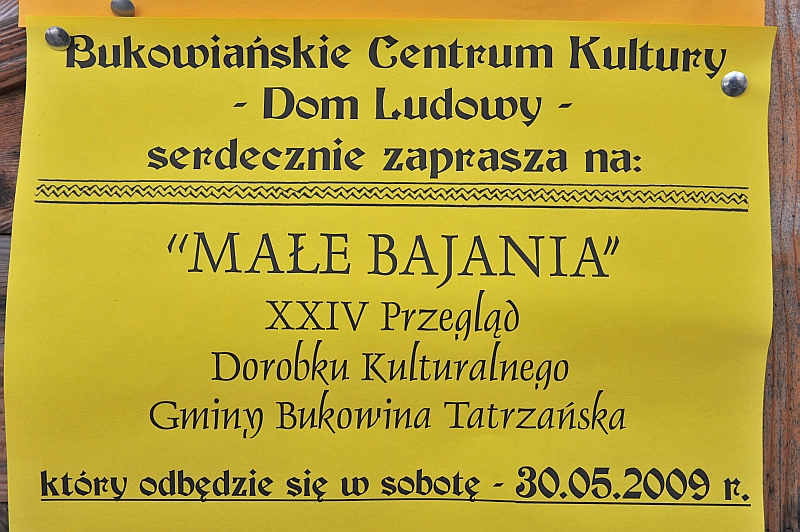 Bukowiańskie Centrum Kultury
- Dom Ludowy -
serdecznie zaprasza na:
“MAŁE BAJANIA”
XXIV Przegląd
Dorobku Kulturalnego
Gminy Bukowina Tatrzańska
który odbędzie się w sobotę - 30.05.2009 r.